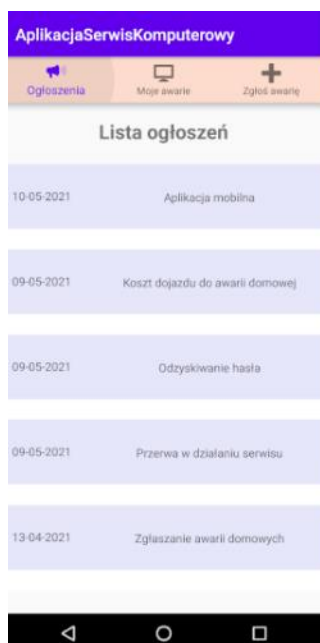 AplikacjaSerwisKomputerowy
Ogłoszenia Moje awarie Zgłoś awarię
Lista ogłoszeń
10-05-2021 Aplikacja mobilna
09-05-2021 Koszt dojazdu do awarii domowej
09-05-2021 Odzyskiwanie hasła
09-05-2021 Przerwa w działaniu serwisu
13-04-2021 Zgłaszanie awarii domowych